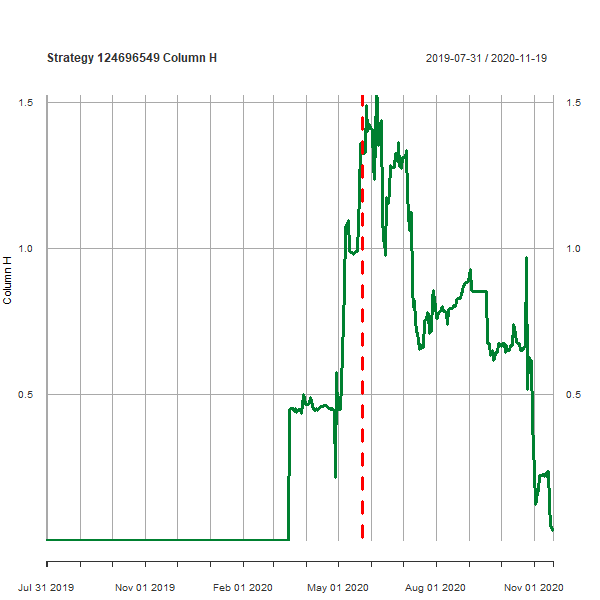 Strategy 124696549 Column H
2019-07-31 / 2020-11-19
1.5 1.5
1.0 1.0
Column H
0.5 0.5
Jul 31 2019 Nov 01 2019 Feb 01 2020 May 01 2020 Aug 01 2020 Nov 01 2020